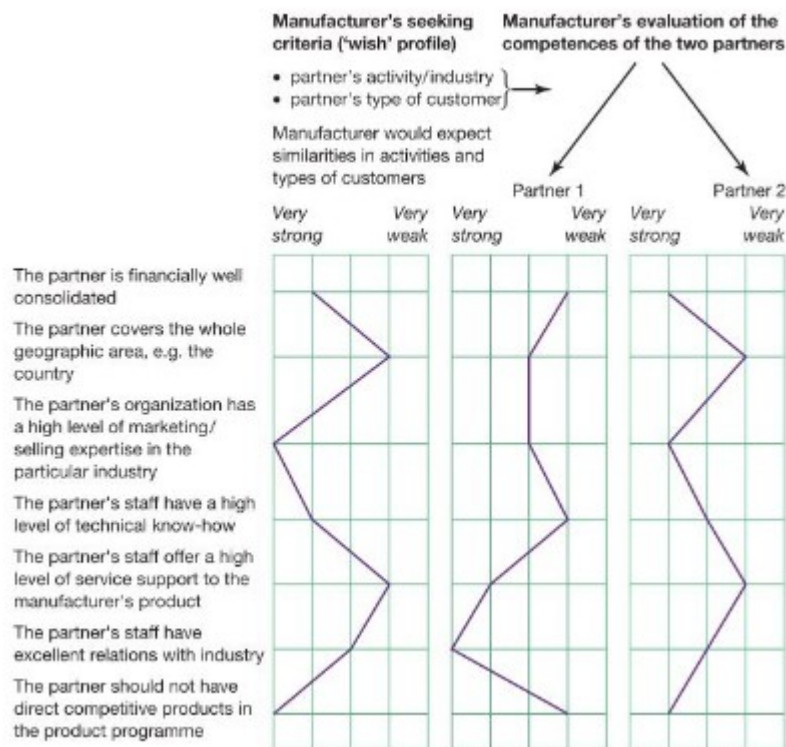 Manufacturer's seeking
criteria ('wish' profile)
• partner's activity/industry
• partner's type of customer
Manufacturer would expect
similarities in activities and
types of customers
Manufacturer's evaluation of the
competences of the two partners
Partner 1
Partner 2
Very
strong
Very
weak
Very
strong
Very
weak
Very
strong
Very
weak
The partner is financially well
consolidated
The partner covers the whole
geographic area, e.g. the
country
The partner's organization has
a high level of marketing/
selling expertise in the
particular industry
The partner's staff have a high
level of technical know-how
The partner's staff offer a high
level of service support to the
manufacturer's product
The partner's staff have
excellent relations with industry
The partner should not have
direct competitive products in
the product programme